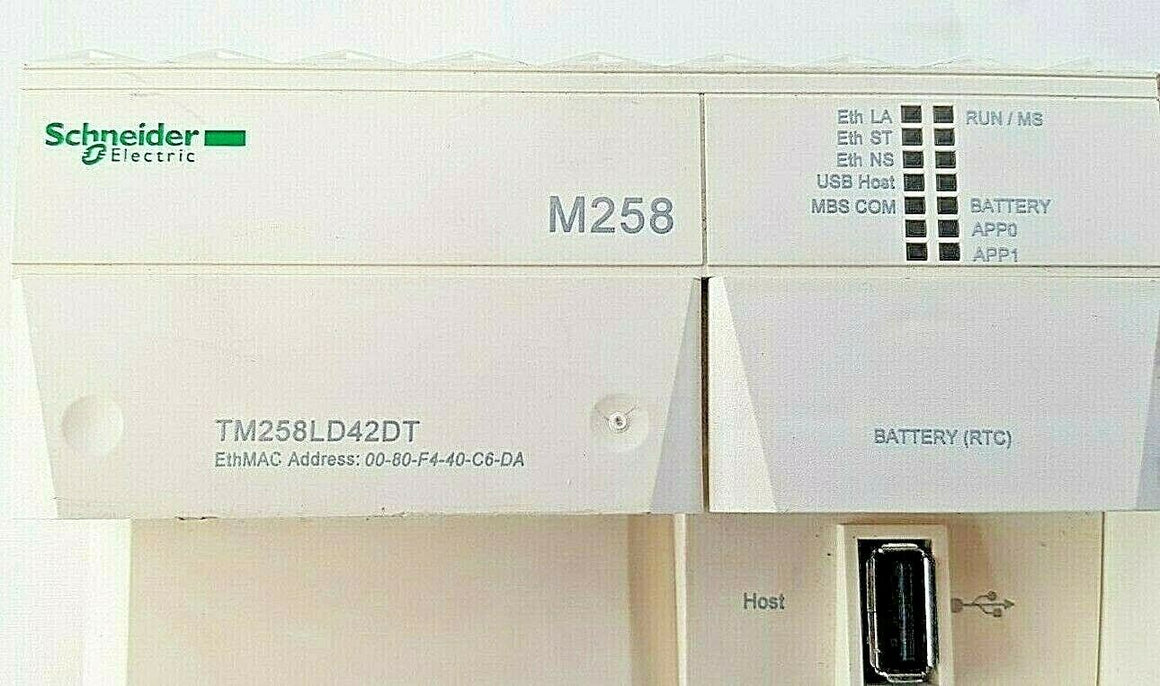 Schneider
Electric
M258
Eth LA
RUN / MS
Eth ST
Eth NS
USB Host
MBS COM
BATTERY
APP0
APP1
TM258LD42DT
EthMAC Address: 00-80-F4-40-C6-DA
BATTERY (RTC)
Host